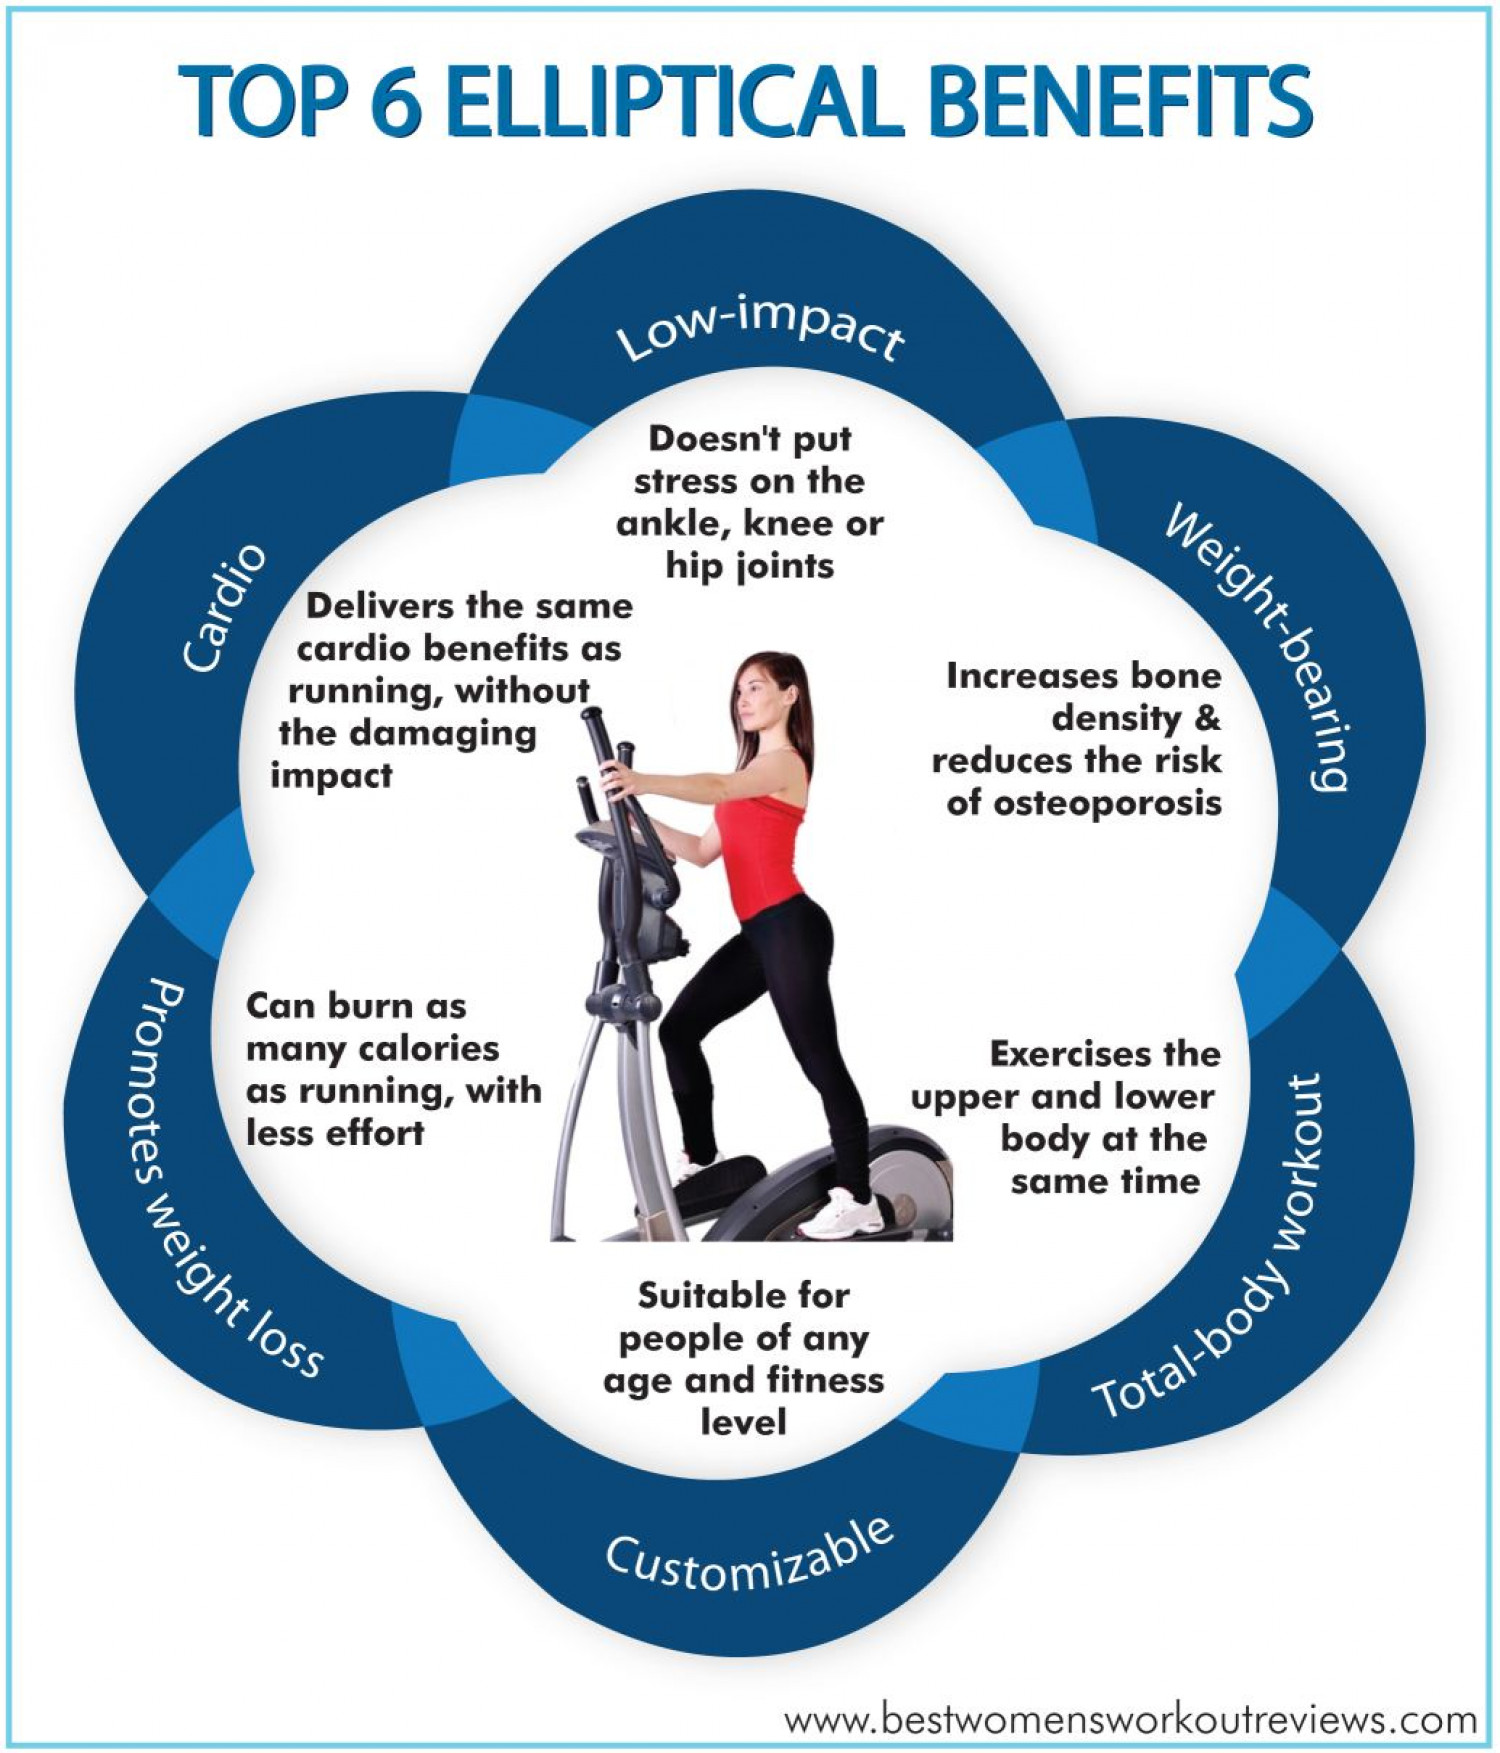 TOP 6 ELLIPTICAL BENEFITS
Low-impact
Doesn't put
stress on the
ankle, knee or
hip joints
Weight-bearing
Increases bone
density &
reduces the risk
of osteoporosis
Total-body workout
Exercises the
upper and lower
body at the
same time
Customizable
Suitable for
people of any
age and fitness
level
Promotes weight loss
Can burn as
many calories
as running, with
less effort
Cardio
Delivers the same
cardio benefits as
running, without
the damaging
impact
www.bestwomensworkoutreviews.com